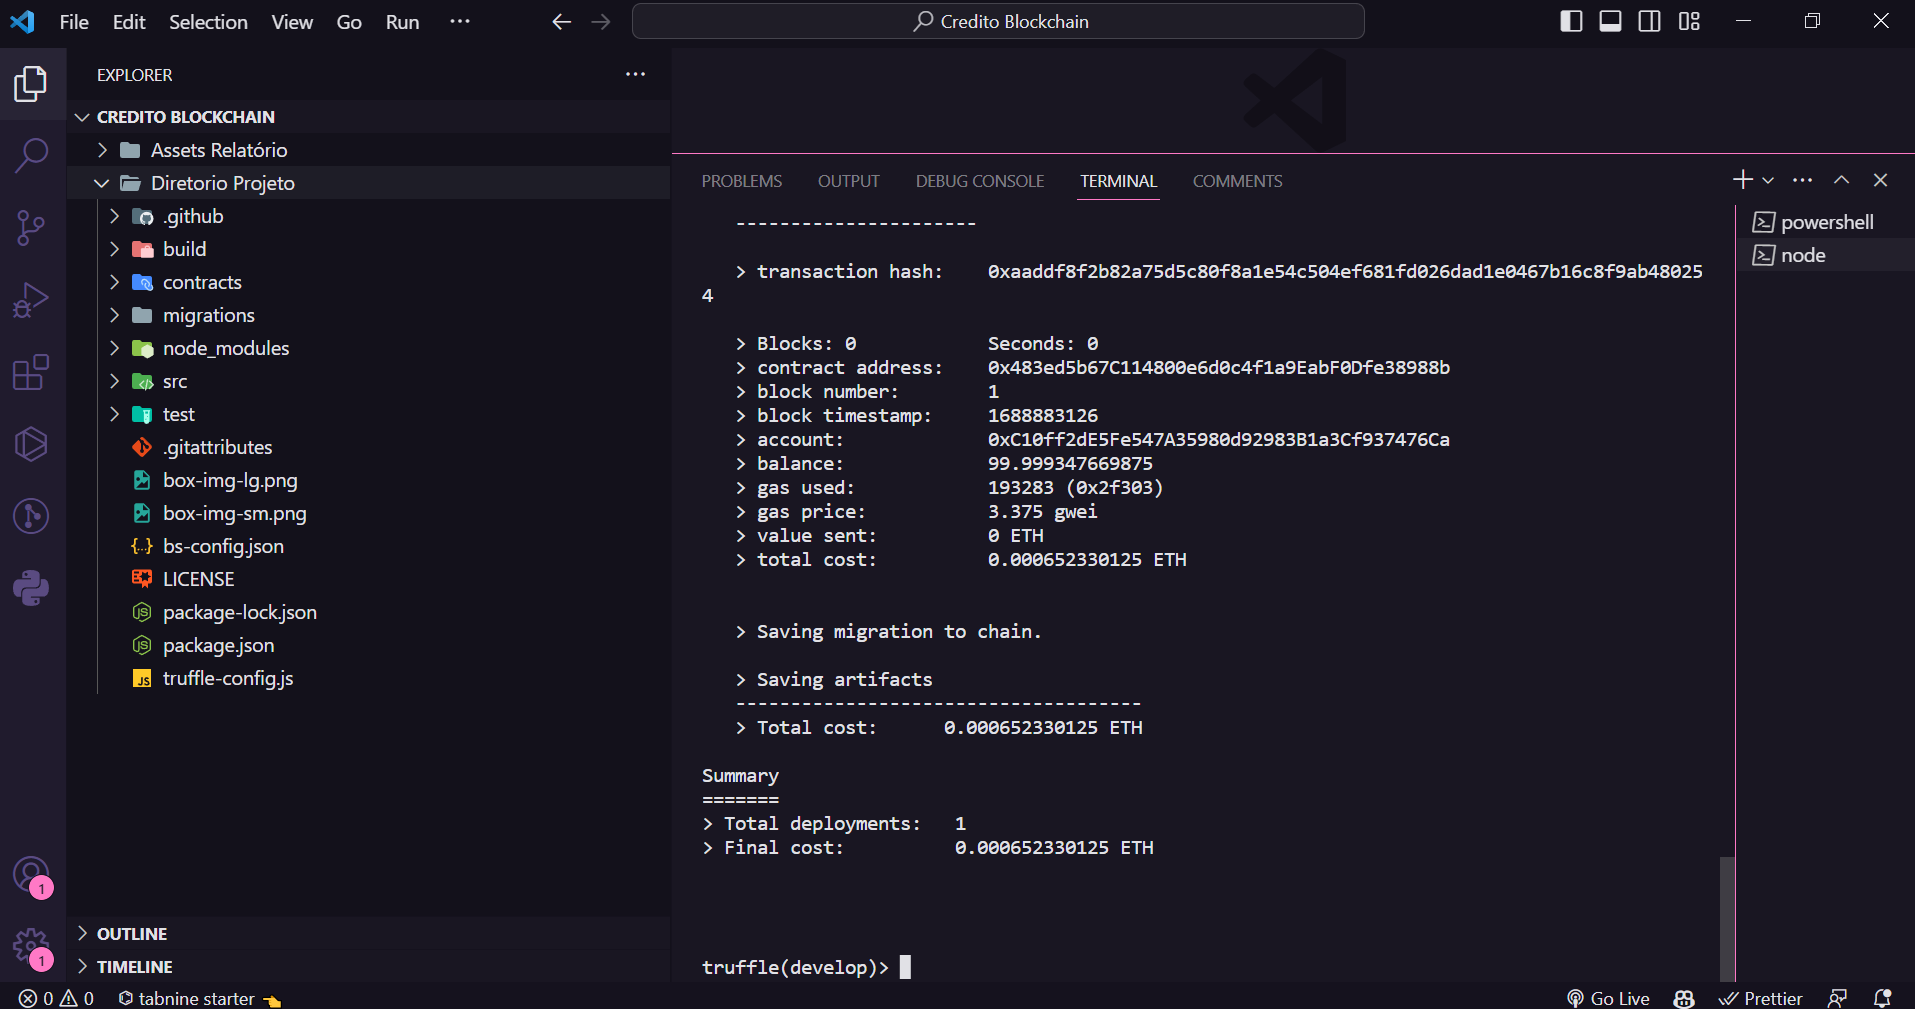 File Edit Selection View Go Run ···
Credito Blockchain
EXPLORER
CREDITO BLOCKCHAIN
Assets Relatório
Diretorio Projeto
.github
build
contracts
migrations
node_modules
src
test
.gitattributes
box-img-lg.png
box-img-sm.png
bs-config.json
LICENSE
package-lock.json
package.json
truffle-config.js
OUTLINE
TIMELINE
1
1
PROBLEMS OUTPUT DEBUG CONSOLE TERMINAL COMMENTS
----------------------
> transaction hash: 0xaaddf8f2b82a75d5c80f8a1e54c504ef681fd026dad1e0467b16c8f9ab48025
4
> Blocks: 0 Seconds: 0
> contract address: 0x483ed5b67C114800e6d0c4f1a9EabF0Dfe38988b
> block number: 1
> block timestamp: 1688883126
> account: 0xC10ff2dE5Fe547A35980d92983B1a3Cf937476Ca
> balance: 99.999347669875
> gas used: 193283 (0x2f303)
> gas price: 3.375 gwei
> value sent: 0 ETH
> total cost: 0.000652330125 ETH
> Saving migration to chain.
> Saving artifacts
-------------------------------------
> Total cost: 0.000652330125 ETH
Summary
=======
> Total deployments: 1
> Final cost: 0.000652330125 ETH
truffle(develop)>
powershell
node
0 0 tabnine starter
Go Live Prettier